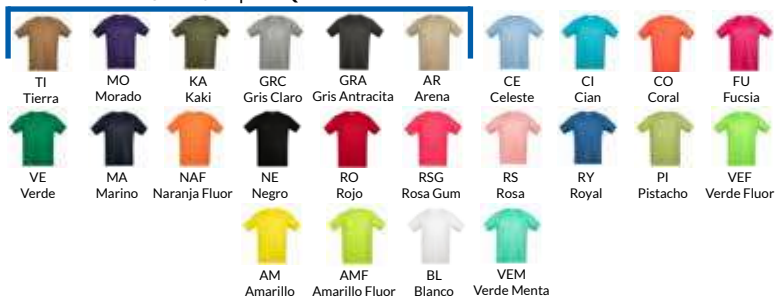 TI MO KA GRC GRA AR CE CI CO FU
Tierra Morado Kaki Gris Claro Gris Antracita Arena Celeste Cian Coral Fucsia
VE MA NAF NE RO RSG RS RY PI VEF
Verde Marino Naranja Fluor Negro Rojo Rosa Gum Rosa Royal Pistacho Verde Fluor
AM AMF BL VEM
Amarillo Amarillo Fluor Blanco Verde Menta